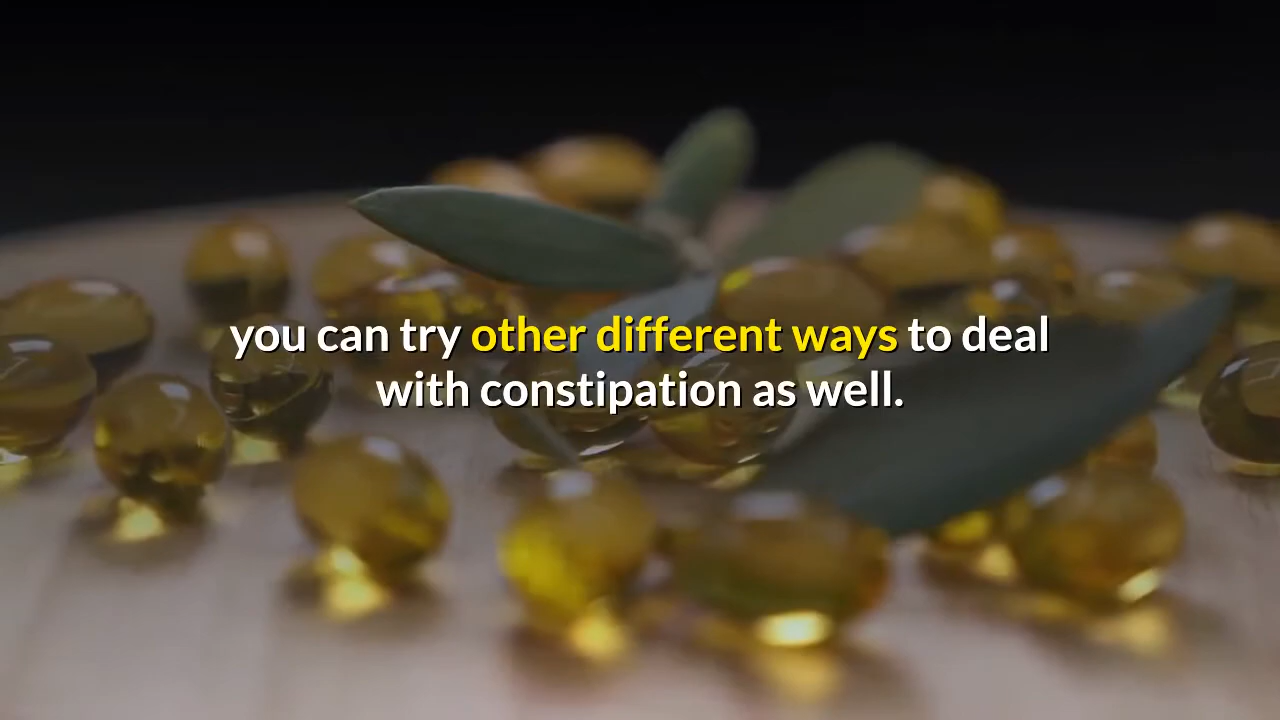 you can try other different ways to deal
with constipation as well.